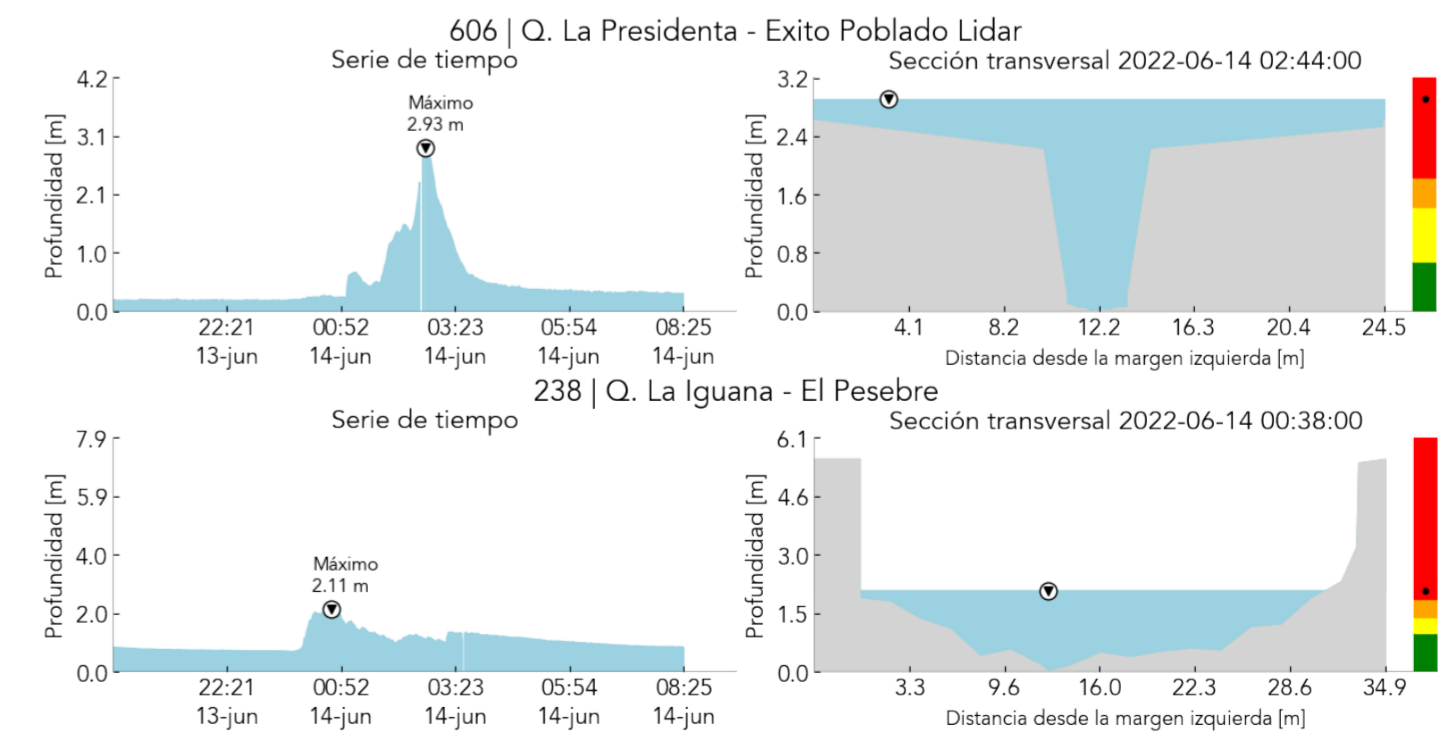 606 | Q. La Presidenta - Exito Poblado Lidar
Serie de tiempo
Profundidad [m]
4.2
3.1
2.1
1.0
0.0
Máximo
2.93 m
22:21 00:52 03:23 05:54 08:25
13-jun 14-jun 14-jun 14-jun 14-jun
Sección transversal 2022-06-14 02:44:00
Profundidad [m]
3.2
2.4
1.6
0.8
0.0
4.1 8.2 12.2 16.3 20.4 24.5
Distancia desde la margen izquierda [m]
238 | Q. La Iguana - El Pesebre
Serie de tiempo
Profundidad [m]
7.9
5.9
4.0
2.0
0.0
Máximo
2.11 m
22:21 00:52 03:23 05:54 08:25
13-jun 14-jun 14-jun 14-jun 14-jun
Sección transversal 2022-06-14 00:38:00
Profundidad [m]
6.1
4.6
3.0
1.5
0.0
3.3 9.6 16.0 22.3 28.6 34.9
Distancia desde la margen izquierda [m]